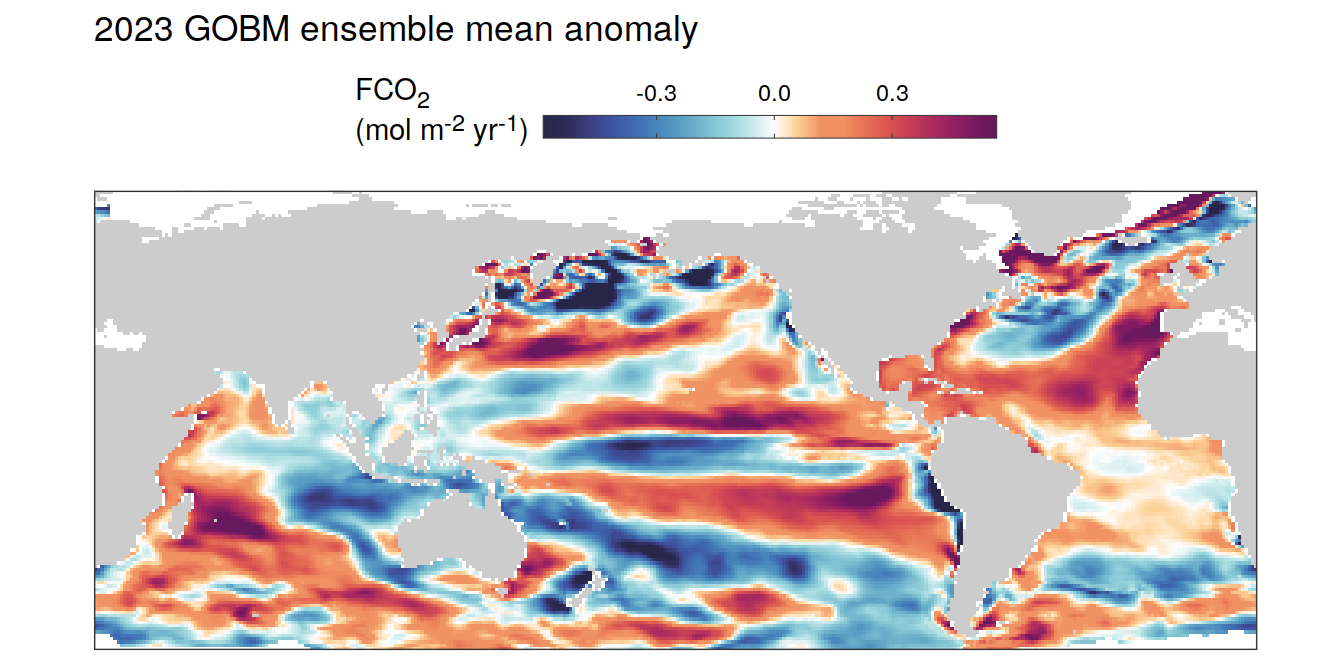 2023 GOBM ensemble mean anomaly
FCO₂
-0.3 0.0 0.3
(mol m⁻² yr⁻¹)